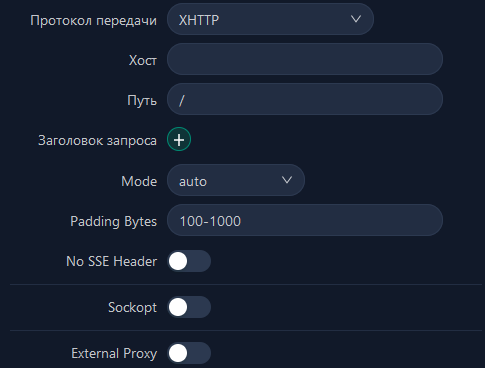 Протокол передачи XHTTP
Хост
Путь /
Заголовок запроса +
Mode auto
Padding Bytes 100-1000
No SSE Header
Sockopt
External Proxy